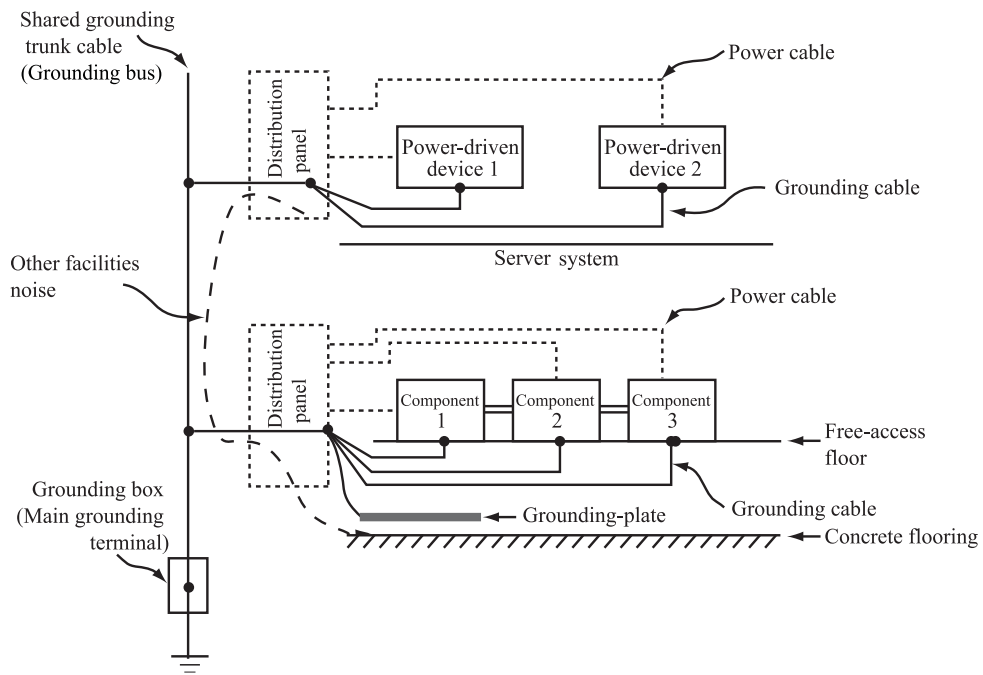 Shared grounding
trunk cable
(Grounding bus)
Distribution
panel
Power cable
Power-driven
device 1
Power-driven
device 2
Grounding cable
Server system
Other facilities
noise
Power cable
Distribution
panel
Component
1
Component
2
Component
3
Free-access
floor
Grounding box
(Main grounding
terminal)
Grounding cable
Grounding-plate
Concrete flooring